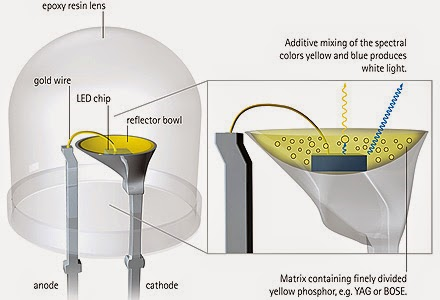 epoxy resin lens
gold wire
LED chip
reflector bowl
anode
cathode
Additive mixing of the spectral
colors yellow and blue produces
white light.
Matrix containing finely divided
yellow phosphor, e.g. YAG or BOSE.